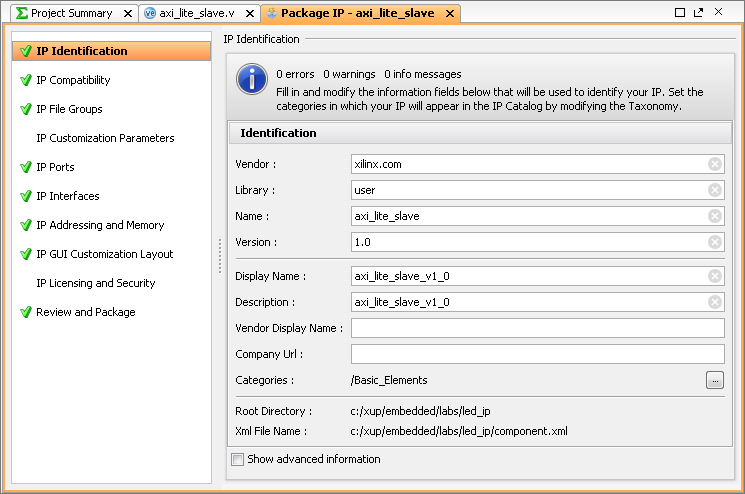 Project Summary
axi_lite_slave.v
Package IP - axi_lite_slave
IP Identification
IP Compatibility
IP File Groups
IP Customization Parameters
IP Ports
IP Interfaces
IP Addressing and Memory
IP GUI Customization Layout
IP Licensing and Security
Review and Package
IP Identification
0 errors 0 warnings 0 info messages
Fill in and modify the information fields below that will be used to identify your IP. Set the
categories in which your IP will appear in the IP Catalog by modifying the Taxonomy.
Identification
Vendor : xilinx.com
Library : user
Name : axi_lite_slave
Version : 1.0
Display Name : axi_lite_slave_v1_0
Description : axi_lite_slave_v1_0
Vendor Display Name :
Company Url :
Categories : /Basic_Elements ...
Root Directory : c:/xup/embedded/labs/led_ip
Xml File Name : c:/xup/embedded/labs/led_ip/component.xml
Show advanced information